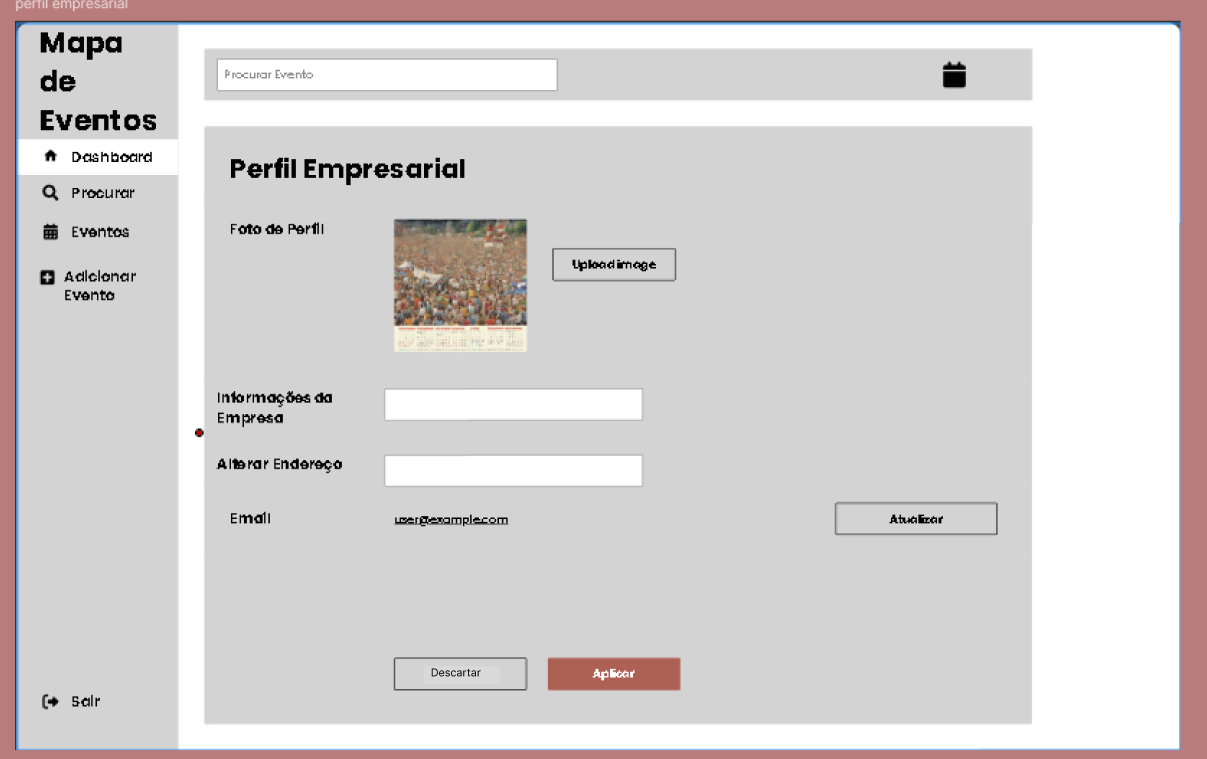 perfil empresarial
Mapa
de
Eventos
Dashboard
Procurar
Eventos
Adicionar
Evento
Sair
Procurar Evento
Perfil Empresarial
Foto de Perfil
Upload image
Informações da
Empresa
Alterar Endereço
Email
user@example.com
Atualizar
Descartar
Aplicar